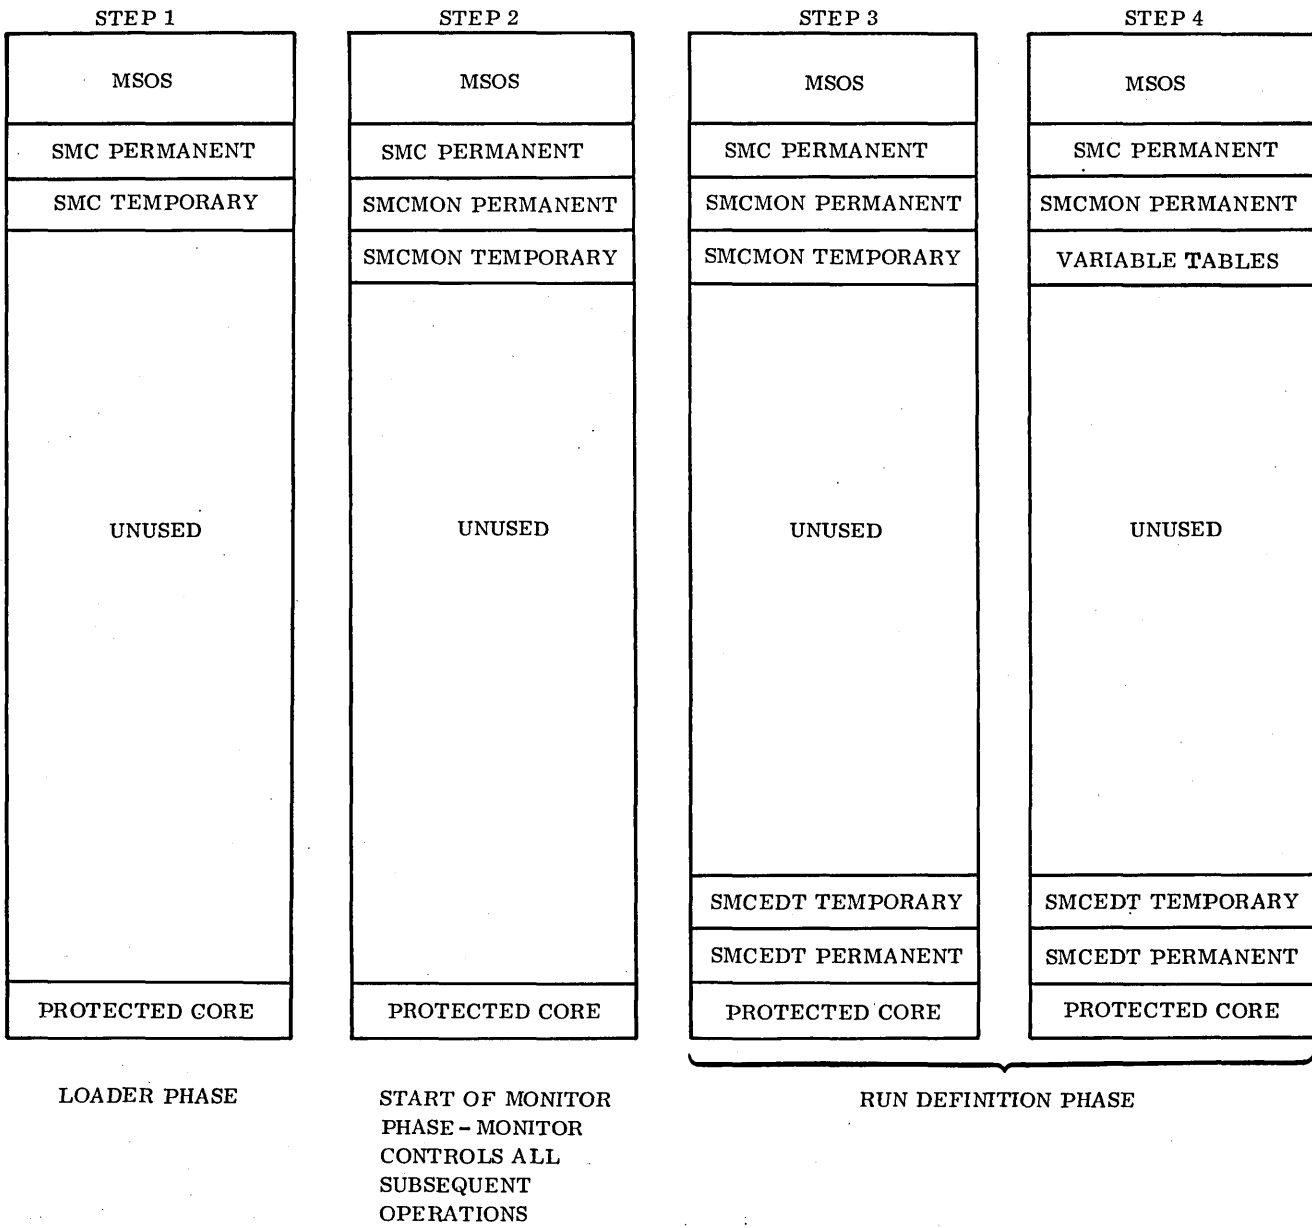 STEP 1
MSOS
SMC PERMANENT
SMC TEMPORARY
UNUSED
PROTECTED CORE
LOADER PHASE
STEP 2
MSOS
SMC PERMANENT
SMCMON PERMANENT
SMCMON TEMPORARY
UNUSED
PROTECTED CORE
START OF MONITOR
PHASE – MONITOR
CONTROLS ALL
SUBSEQUENT
OPERATIONS
STEP 3
MSOS
SMC PERMANENT
SMCMON PERMANENT
SMCMON TEMPORARY
UNUSED
SMCEDT TEMPORARY
SMCEDT PERMANENT
PROTECTED CORE
STEP 4
MSOS
SMC PERMANENT
SMCMON PERMANENT
VARIABLE TABLES
UNUSED
SMCEDT TEMPORARY
SMCEDT PERMANENT
PROTECTED CORE
RUN DEFINITION PHASE